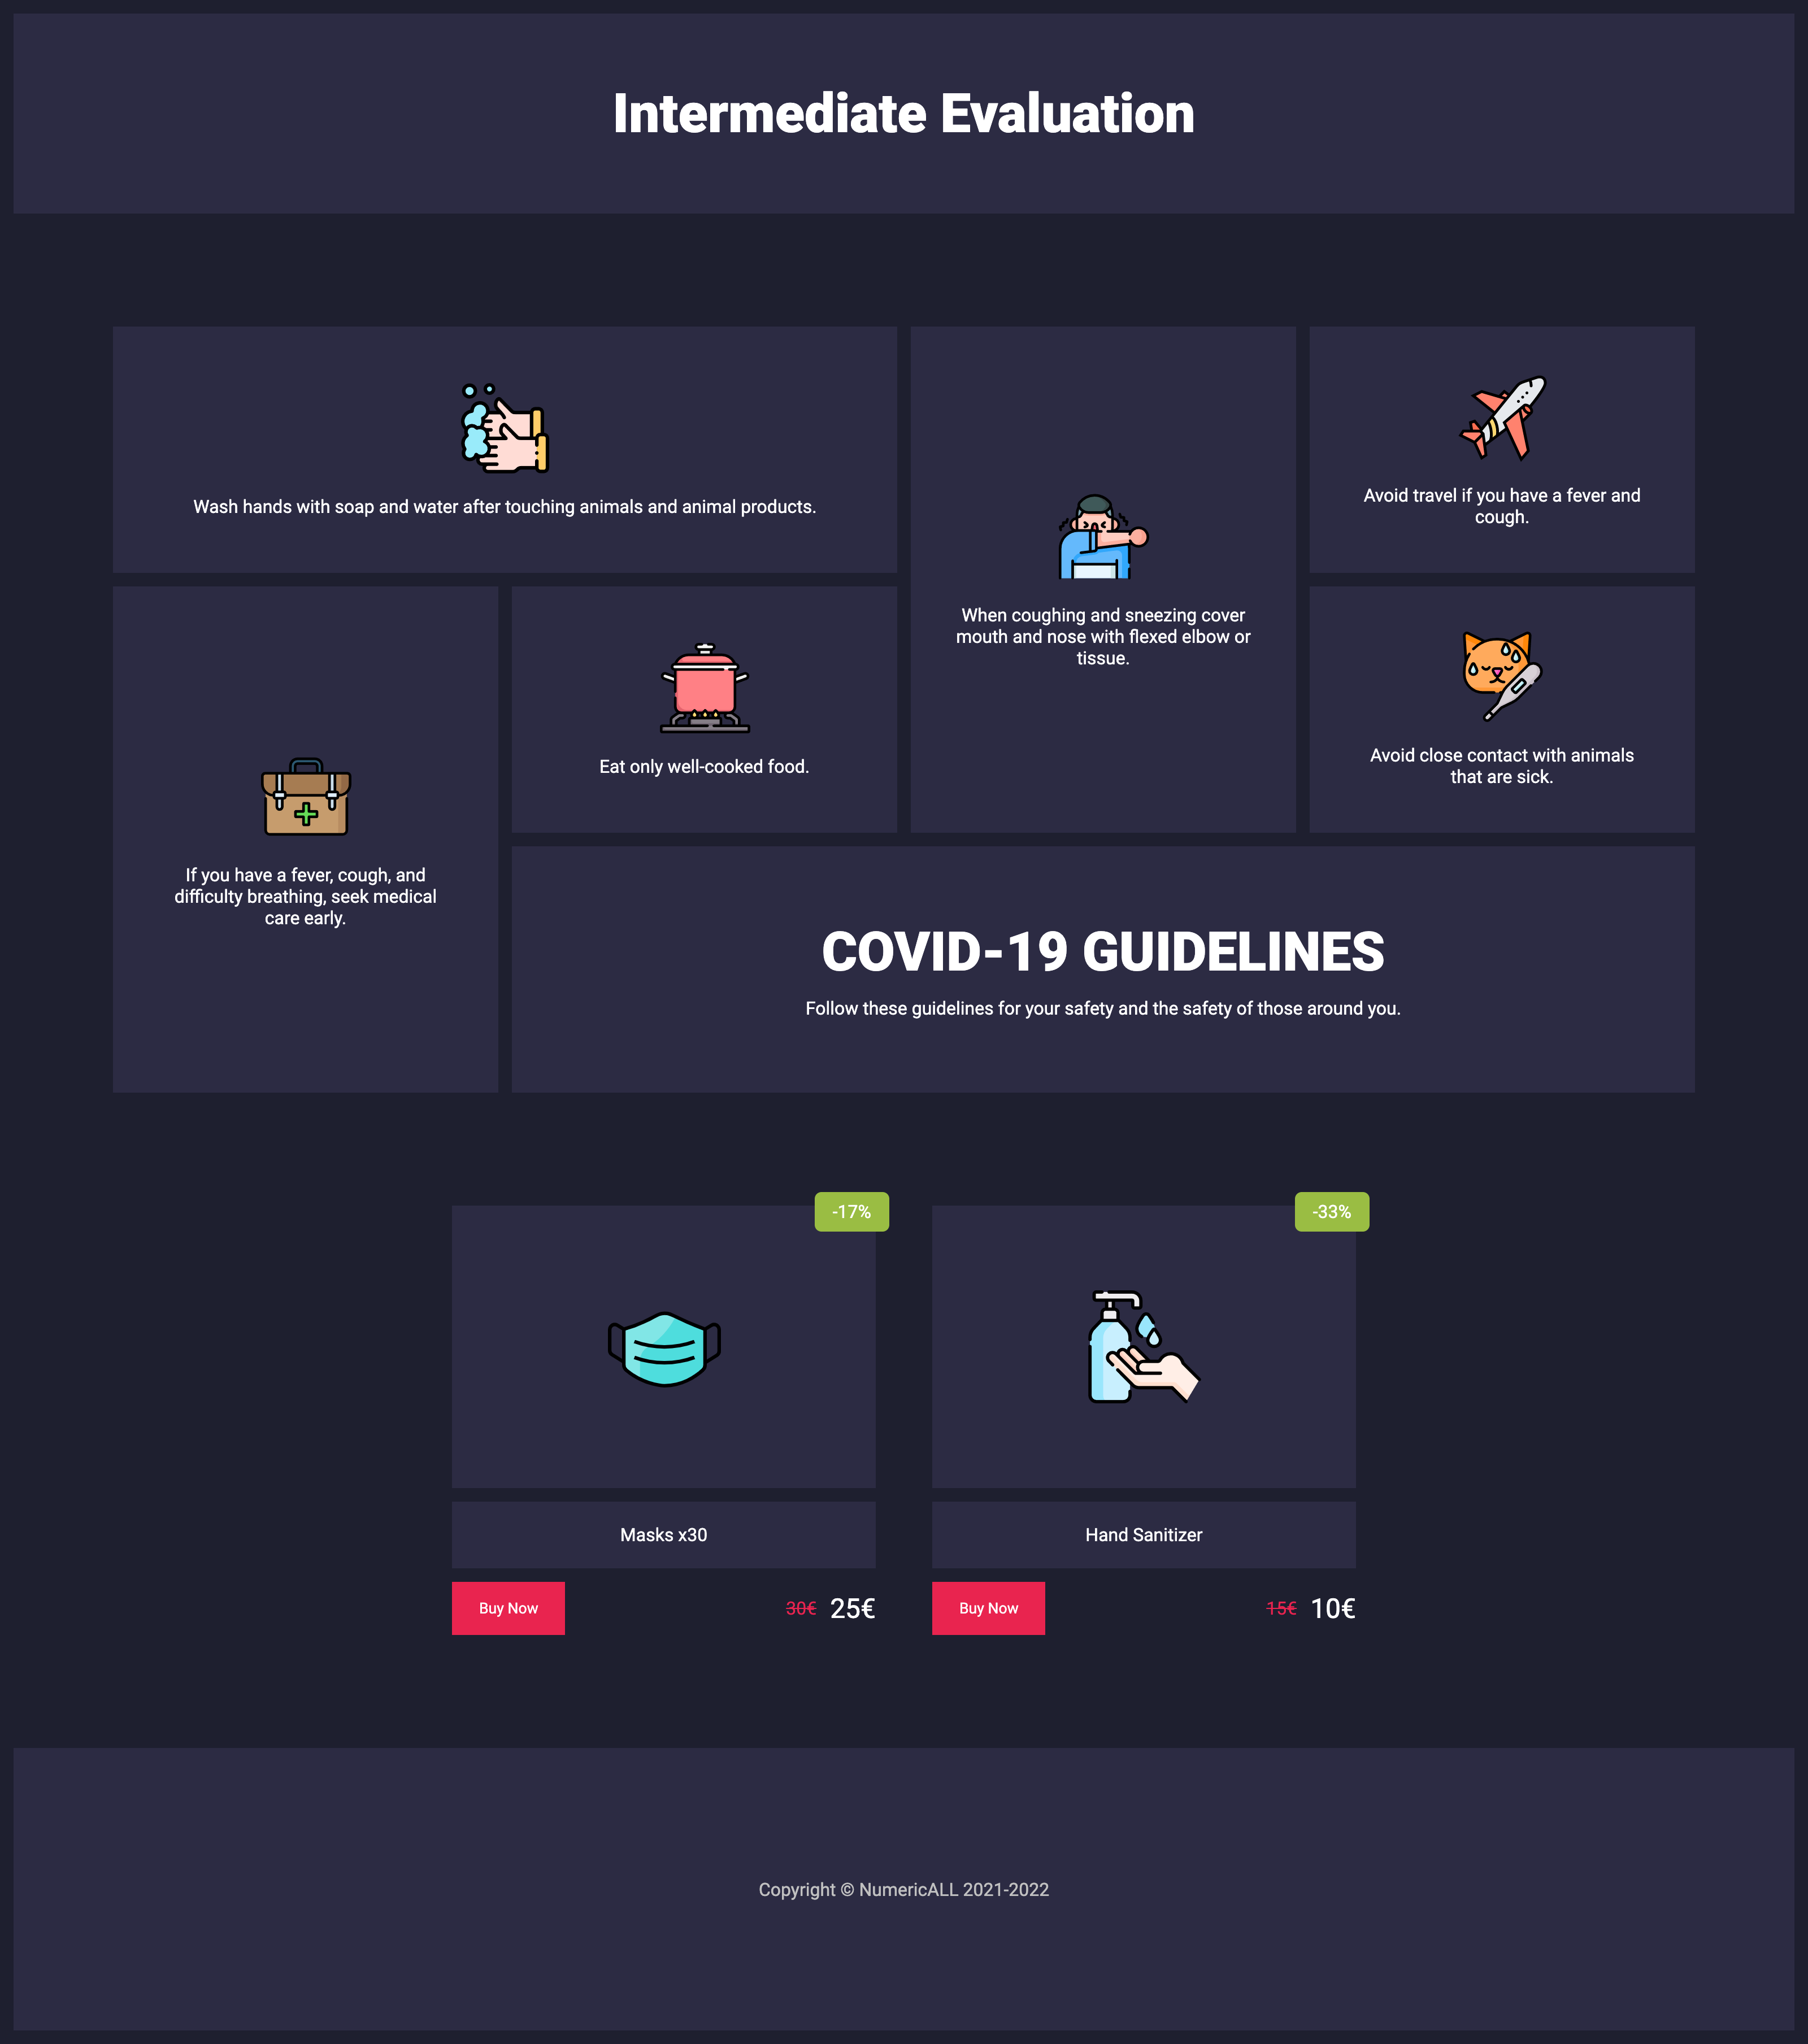 Intermediate Evaluation
Wash hands with soap and water after touching animals and animal products.
When coughing and sneezing cover
mouth and nose with flexed elbow or
tissue.
Avoid travel if you have a fever and
cough.
If you have a fever, cough, and
difficulty breathing, seek medical
care early.
Eat only well-cooked food.
Avoid close contact with animals
that are sick.
COVID-19 GUIDELINES
Follow these guidelines for your safety and the safety of those around you.
-17%
Masks x30
Buy Now
30€ 25€
-33%
Hand Sanitizer
Buy Now
15€ 10€
Copyright © NumericALL 2021-2022